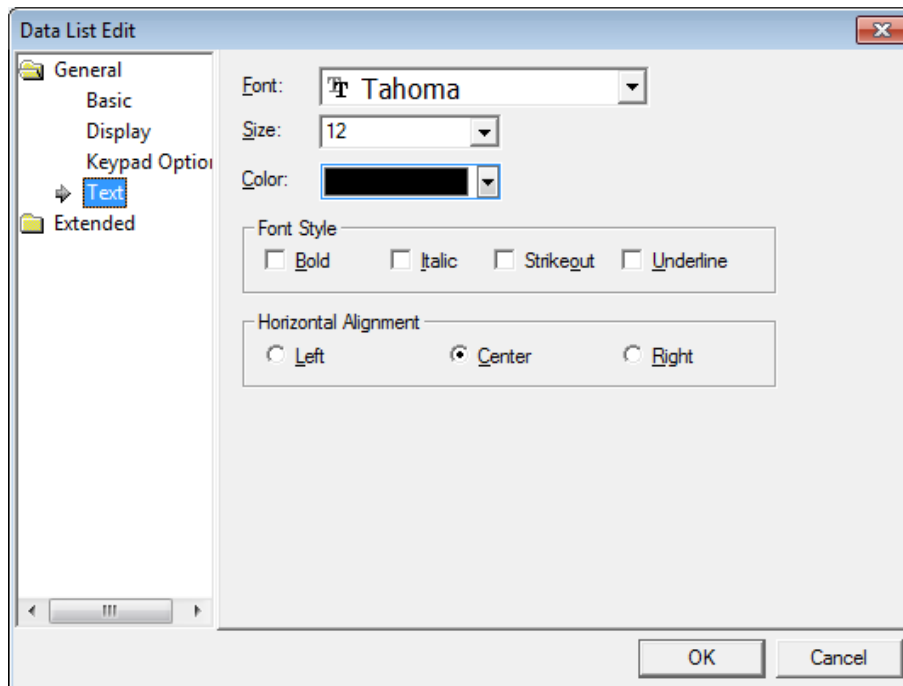 Data List Edit
General
Basic
Display
Keypad Option
Text
Extended
Font: Tahoma
Size: 12
Color:
Font Style
Bold Italic Strikeout Underline
Horizontal Alignment
Left Center Right
OK Cancel